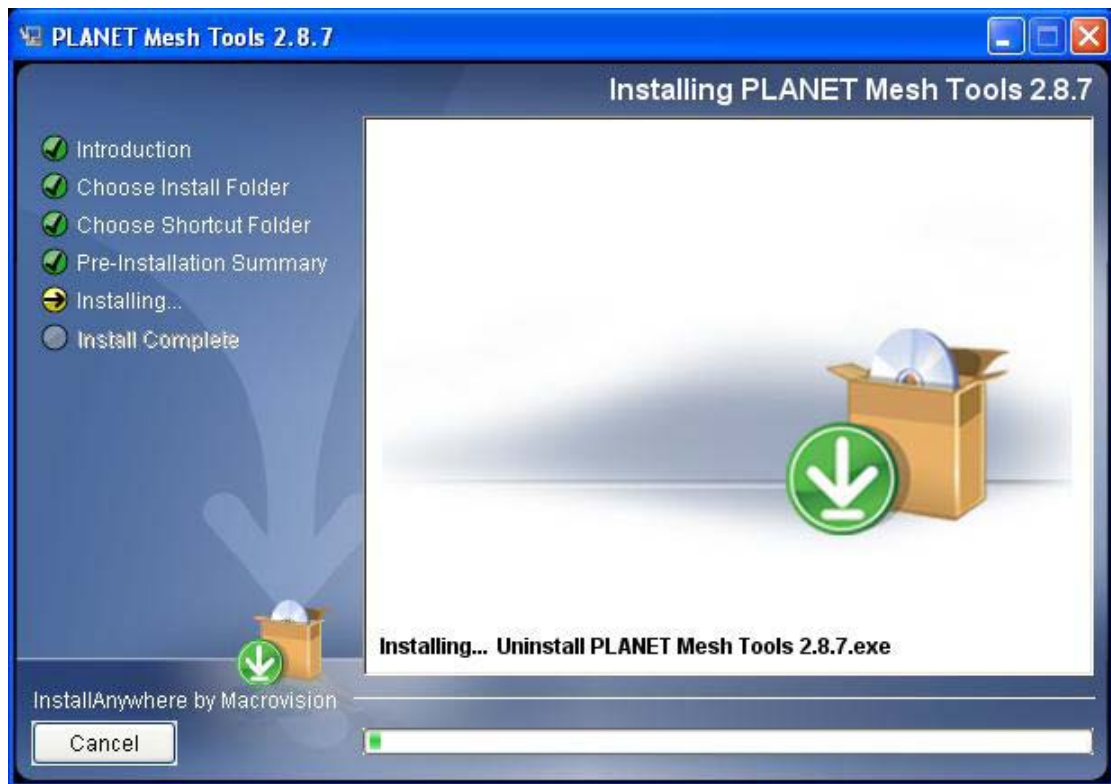 PLANET Mesh Tools 2.8.7
Installing PLANET Mesh Tools 2.8.7
Introduction
Choose Install Folder
Choose Shortcut Folder
Pre-Installation Summary
Installing...
Install Complete
Installing... Uninstall PLANET Mesh Tools 2.8.7.exe
InstallAnywhere by Macrovision
Cancel